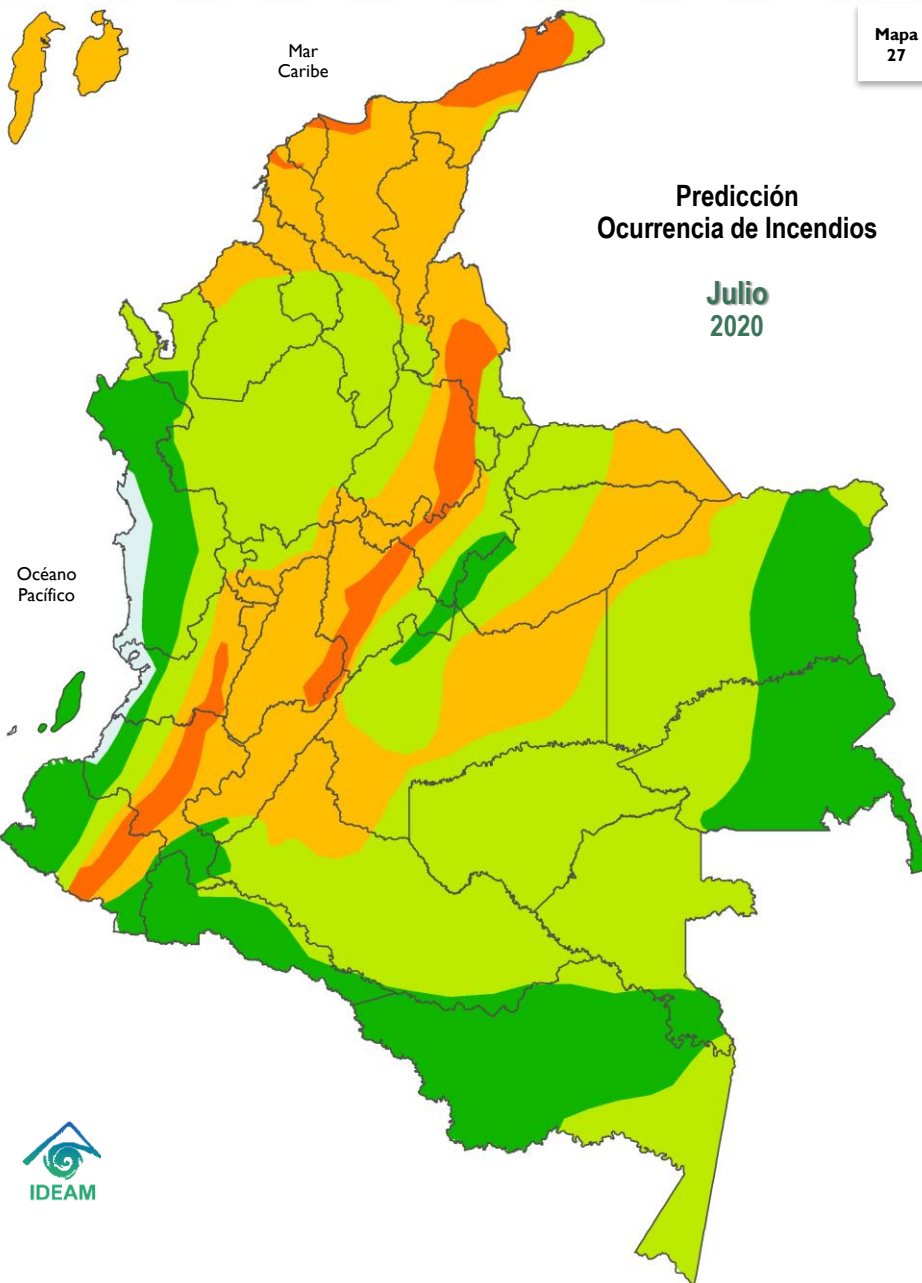 Mar
Caribe
Mapa
27
Predicción
Ocurrencia de Incendios
Julio
2020
Océano
Pacífico
IDEAM